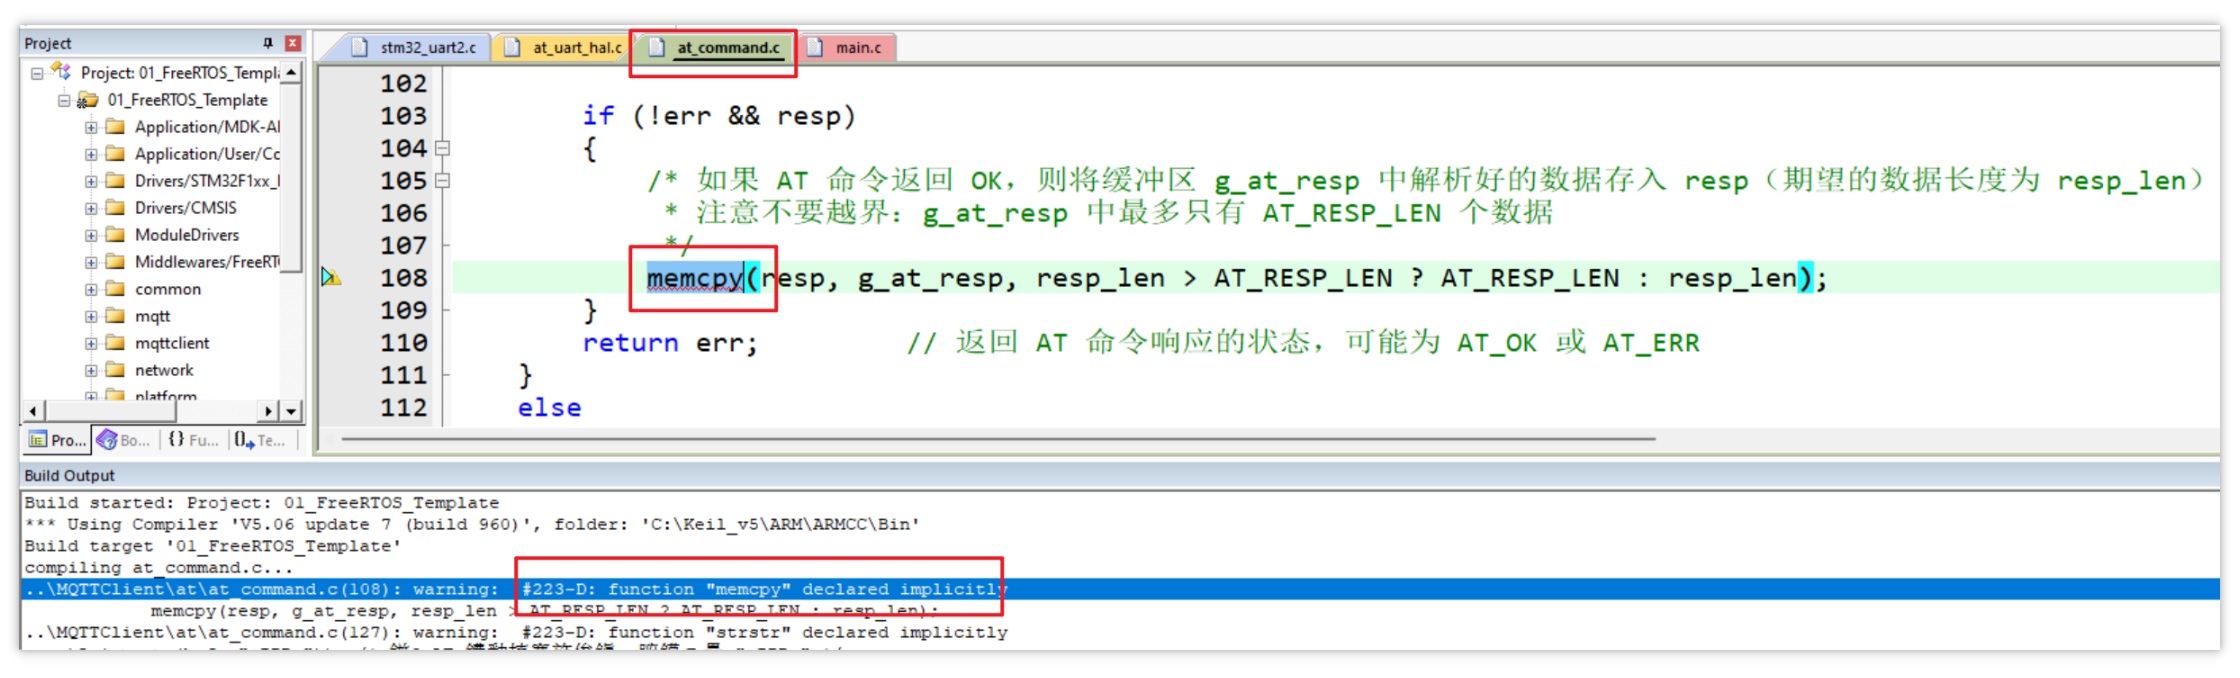 Project
stm32_uart2.c
at_uart_hal.c
at_command.c
main.c
Project: 01_FreeRTOS_Templ
01_FreeRTOS_Template
Application/MDK-A
Application/User/Cc
Drivers/STM32F1xx_
Drivers/CMSIS
ModuleDrivers
Middlewares/FreeRT
common
mqtt
mqttclient
network
platform
Pro...
Bo...
{} Fu...
Te...
102
103 if (!err && resp)
104 {
105 /* 如果 AT 命令返回 OK，则将缓冲区 g_at_resp 中解析好的数据存入 resp（期望的数据长度为 resp_len）
106 * 注意不要越界：g_at_resp 中最多只有 AT_RESP_LEN 个数据
107 */
108 memcpy(resp, g_at_resp, resp_len > AT_RESP_LEN ? AT_RESP_LEN : resp_len);
109 }
110 return err; // 返回 AT 命令响应的状态，可能为 AT_OK 或 AT_ERR
111 }
112 else
Build Output
Build started: Project: 01_FreeRTOS_Template
*** Using Compiler 'V5.06 update 7 (build 960)', folder: 'C:\Keil_v5\ARM\ARMCC\Bin'
Build target '01_FreeRTOS_Template'
compiling at_command.c...
..\MQTTClient\at\at_command.c(108): warning: #223-D: function "memcpy" declared implicitly
memcpy(resp, g_at_resp, resp_len > AT_RESP_LEN ? AT_RESP_LEN : resp_len);
..\MQTTClient\at\at_command.c(127): warning: #223-D: function "strstr" declared implicitly